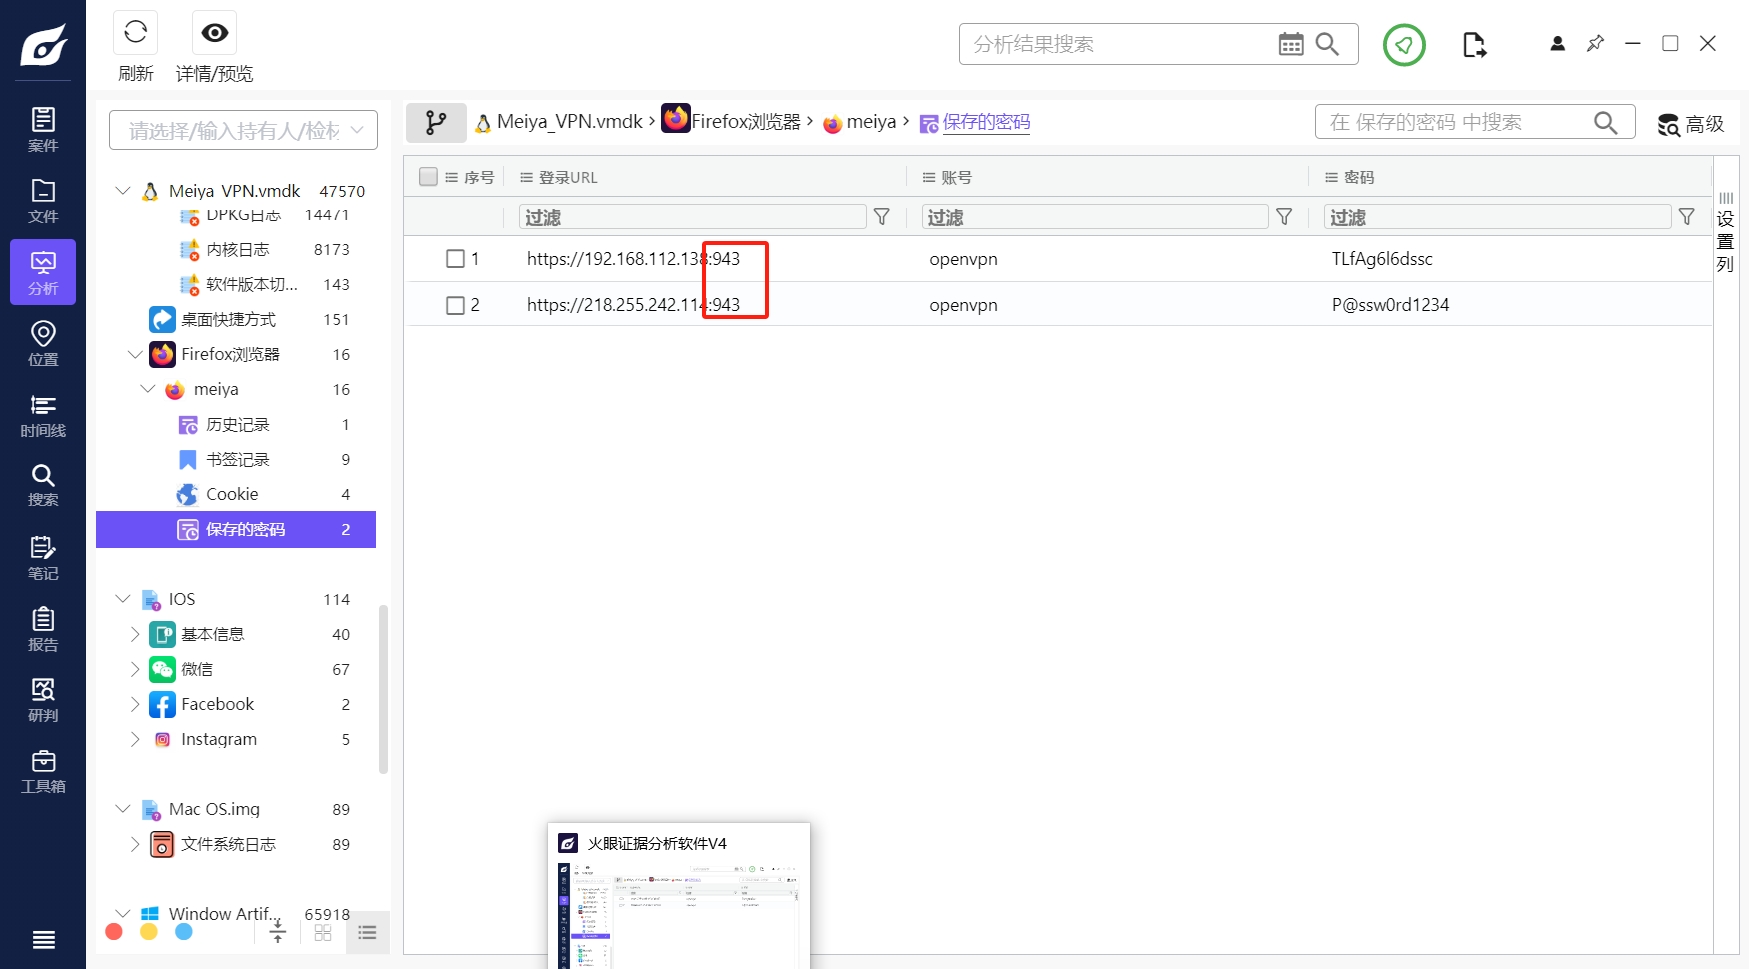 刷新
详情/预览
分析结果搜索
案件
文件
分析
位置
时间线
搜索
笔记
报告
研判
工具箱
请选择/输入持有人/检材
Meiya_VPN.vmdk 47570
DPKG日志 14471
内核日志 8173
软件版本切... 143
桌面快捷方式 151
Firefox浏览器 16
meiya 16
历史记录 1
书签记录 9
Cookie 4
保存的密码 2
IOS 114
基本信息 40
微信 67
Facebook 2
Instagram 5
Mac OS.img 89
文件系统日志 89
Window Artif... 65918
Meiya_VPN.vmdk › Firefox浏览器 › meiya › 保存的密码
在 保存的密码 中搜索
高级
序号 登录URL 账号 密码
过滤 过滤 过滤
1 https://192.168.112.138:943 openvpn TLfAg6l6dssc
2 https://218.255.242.114:943 openvpn P@ssw0rd1234
设置列
火眼证据分析软件V4